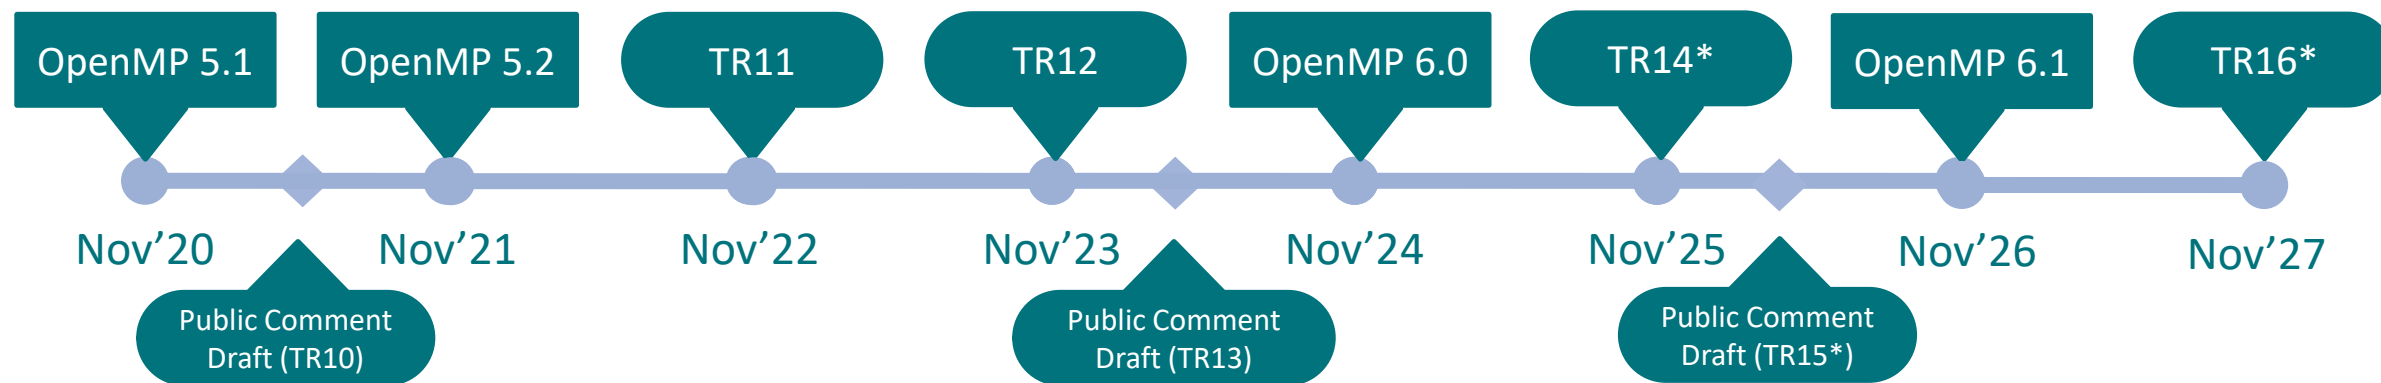 OpenMP 5.1
OpenMP 5.2
TR11
TR12
OpenMP 6.0
TR14*
OpenMP 6.1
TR16*
Nov’20
Nov’21
Nov’22
Nov’23
Nov’24
Nov’25
Nov’26
Nov’27
Public Comment
Draft (TR10)
Public Comment
Draft (TR13)
Public Comment
Draft (TR15*)